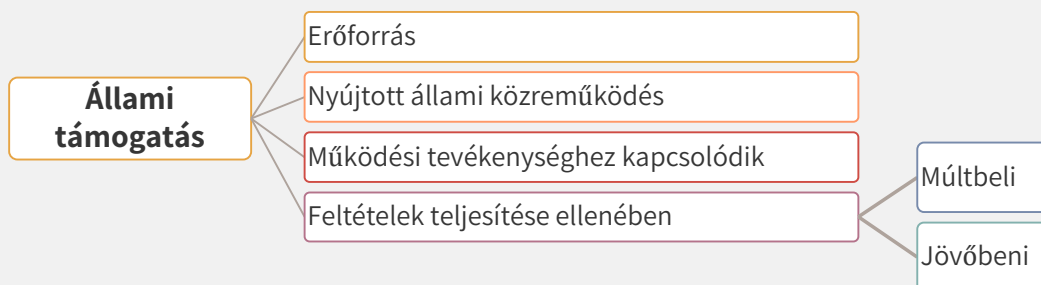 Állami
támogatás
Erőforrás
Nyújtott állami közreműködés
Működési tevékenységhez kapcsolódik
Feltételek teljesítése ellenében
Múltbeli
Jövőbeni